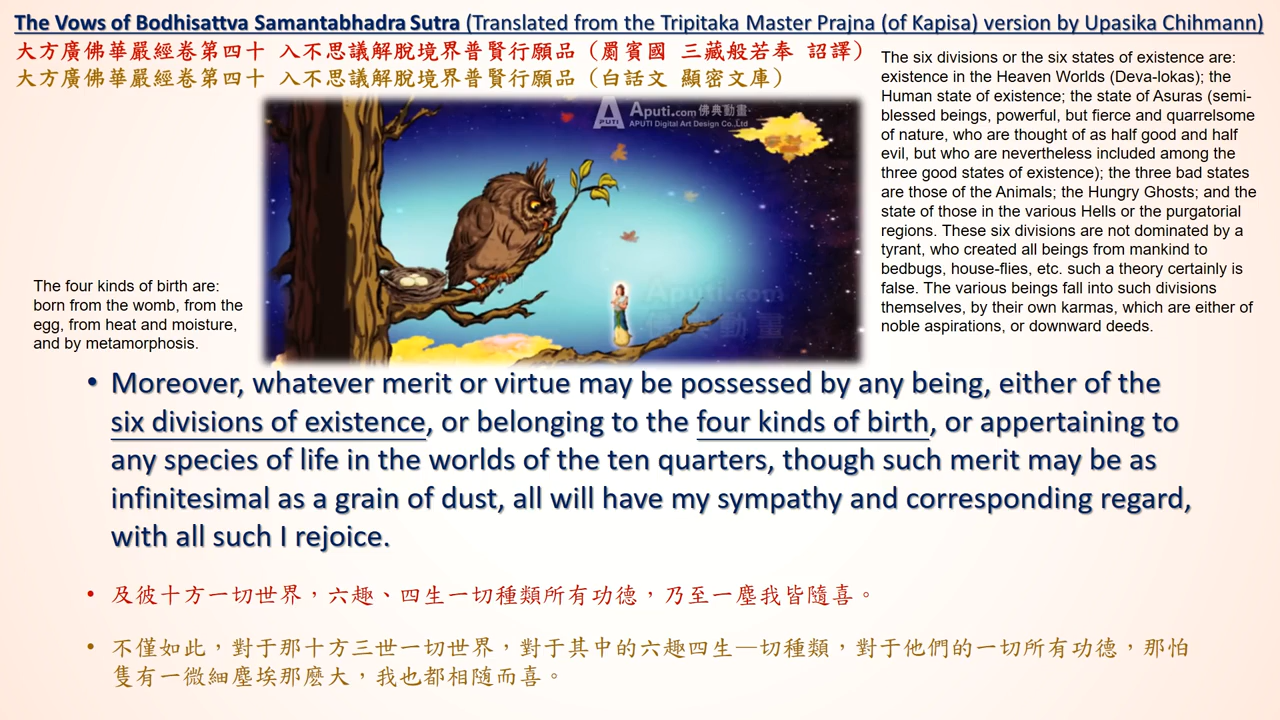 The Vows of Bodhisattva Samantabhadra Sutra (Translated from the Tripitaka Master Prajna (of Kapisa) version by Upasika Chihmann)
大方廣佛華嚴經卷第四十 入不思議解脫境界普賢行願品（罽賓國 三藏般若奉 詔譯）
大方廣佛華嚴經卷第四十 入不思議解脫境界普賢行願品（白話文 顯密文庫）
The six divisions or the six states of existence are:
existence in the Heaven Worlds (Deva-lokas); the
Human state of existence; the state of Asuras (semi-
blessed beings, powerful, but fierce and quarrelsome
of nature, who are thought of as half good and half
evil, but who are nevertheless included among the
three good states of existence); the three bad states
are those of the Animals; the Hungry Ghosts; and the
state of those in the various Hells or the purgatorial
regions. These six divisions are not dominated by a
tyrant, who created all beings from mankind to
bedbugs, house-flies, etc. such a theory certainly is
false. The various beings fall into such divisions
themselves, by their own karmas, which are either of
noble aspirations, or downward deeds.
APUTI
Aputi.com 佛典動畫
APUTI Digital Art Design Co.,Ltd
Aputi.com
佛典動畫
The four kinds of birth are:
born from the womb, from the
egg, from heat and moisture,
and by metamorphosis.
• Moreover, whatever merit or virtue may be possessed by any being, either of the
six divisions of existence, or belonging to the four kinds of birth, or appertaining to
any species of life in the worlds of the ten quarters, though such merit may be as
infinitesimal as a grain of dust, all will have my sympathy and corresponding regard,
with all such I rejoice.
• 及彼十方一切世界，六趣、四生一切種類所有功德，乃至一塵我皆隨喜。
• 不僅如此，對于那十方三世一切世界，對于其中的六趣四生—切種類，對于他們的一切所有功德，那怕
隻有一微細塵埃那麽大，我也都相隨而喜。